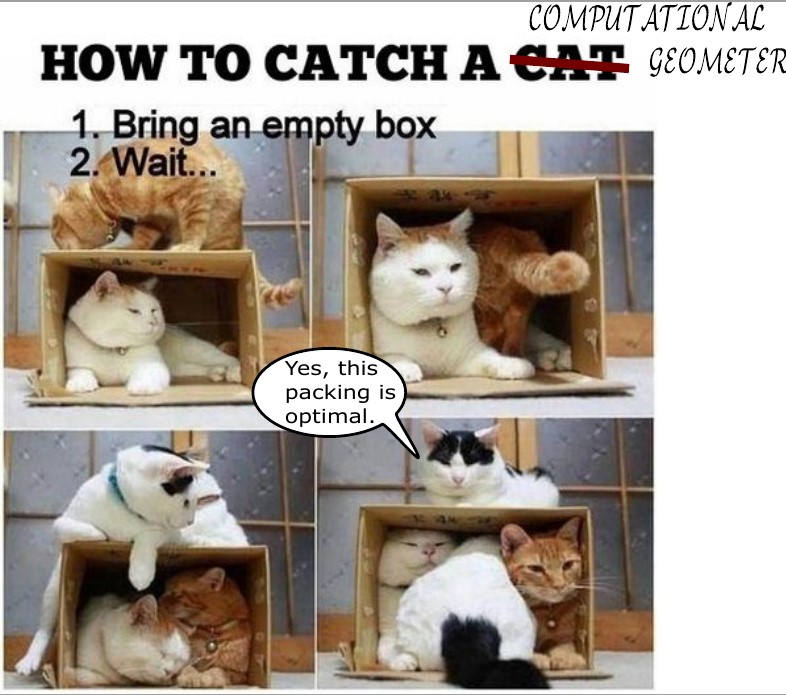 COMPUTATIONAL
HOW TO CATCH A CAT GEOMETER
1. Bring an empty box
2. Wait...
Yes, this
packing is
optimal.